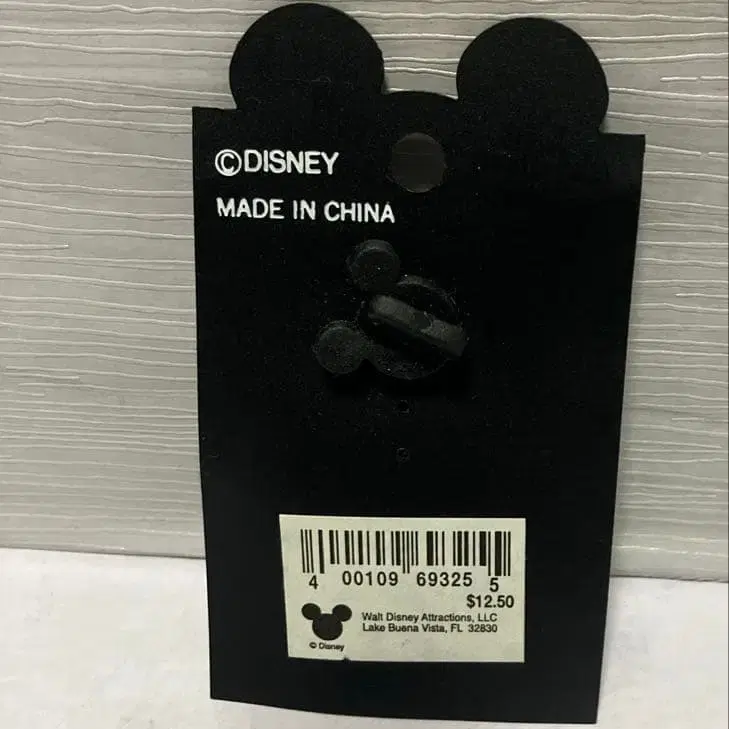 ©DISNEY
MADE IN CHINA
4 00109 69325 5
$12.50
Walt Disney Attractions, LLC
Lake Buena Vista, FL 32830
© Disney